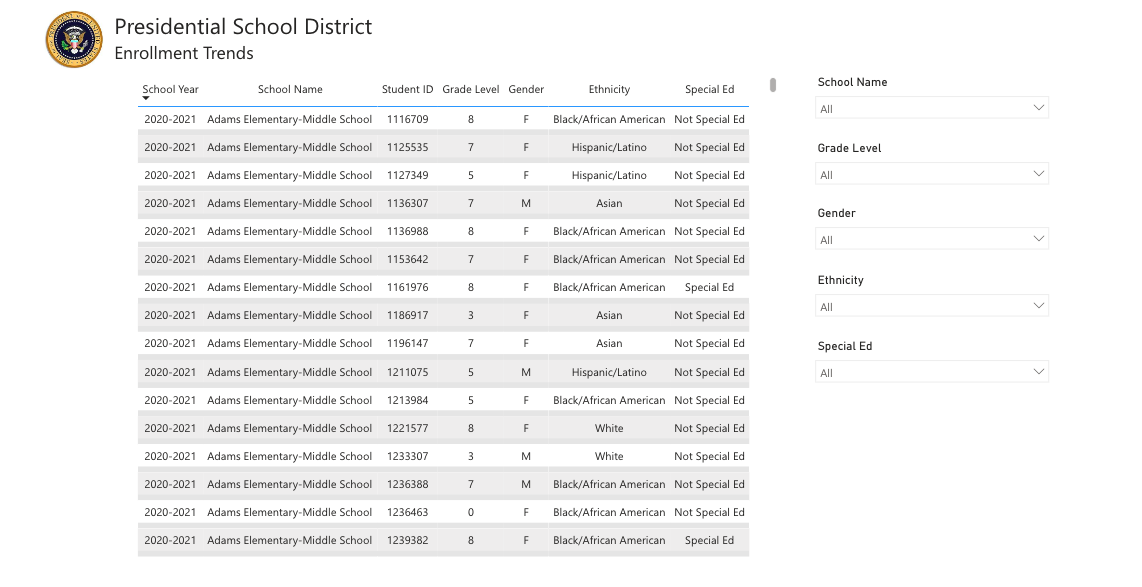 Presidential School District
Enrollment Trends
School Year School Name Student ID Grade Level Gender Ethnicity Special Ed
2020-2021 Adams Elementary-Middle School 1116709 8 F Black/African American Not Special Ed
2020-2021 Adams Elementary-Middle School 1125535 7 F Hispanic/Latino Not Special Ed
2020-2021 Adams Elementary-Middle School 1127349 5 F Hispanic/Latino Not Special Ed
2020-2021 Adams Elementary-Middle School 1136307 7 M Asian Not Special Ed
2020-2021 Adams Elementary-Middle School 1136988 8 F Black/African American Not Special Ed
2020-2021 Adams Elementary-Middle School 1153642 7 F Black/African American Not Special Ed
2020-2021 Adams Elementary-Middle School 1161976 8 F Black/African American Special Ed
2020-2021 Adams Elementary-Middle School 1186917 3 F Asian Not Special Ed
2020-2021 Adams Elementary-Middle School 1196147 7 F Asian Not Special Ed
2020-2021 Adams Elementary-Middle School 1211075 5 M Hispanic/Latino Not Special Ed
2020-2021 Adams Elementary-Middle School 1213984 5 F Black/African American Not Special Ed
2020-2021 Adams Elementary-Middle School 1221577 8 F White Not Special Ed
2020-2021 Adams Elementary-Middle School 1233307 3 M White Not Special Ed
2020-2021 Adams Elementary-Middle School 1236388 7 M Black/African American Not Special Ed
2020-2021 Adams Elementary-Middle School 1236463 0 F Black/African American Not Special Ed
2020-2021 Adams Elementary-Middle School 1239382 8 F Black/African American Special Ed
School Name
All
Grade Level
All
Gender
All
Ethnicity
All
Special Ed
All